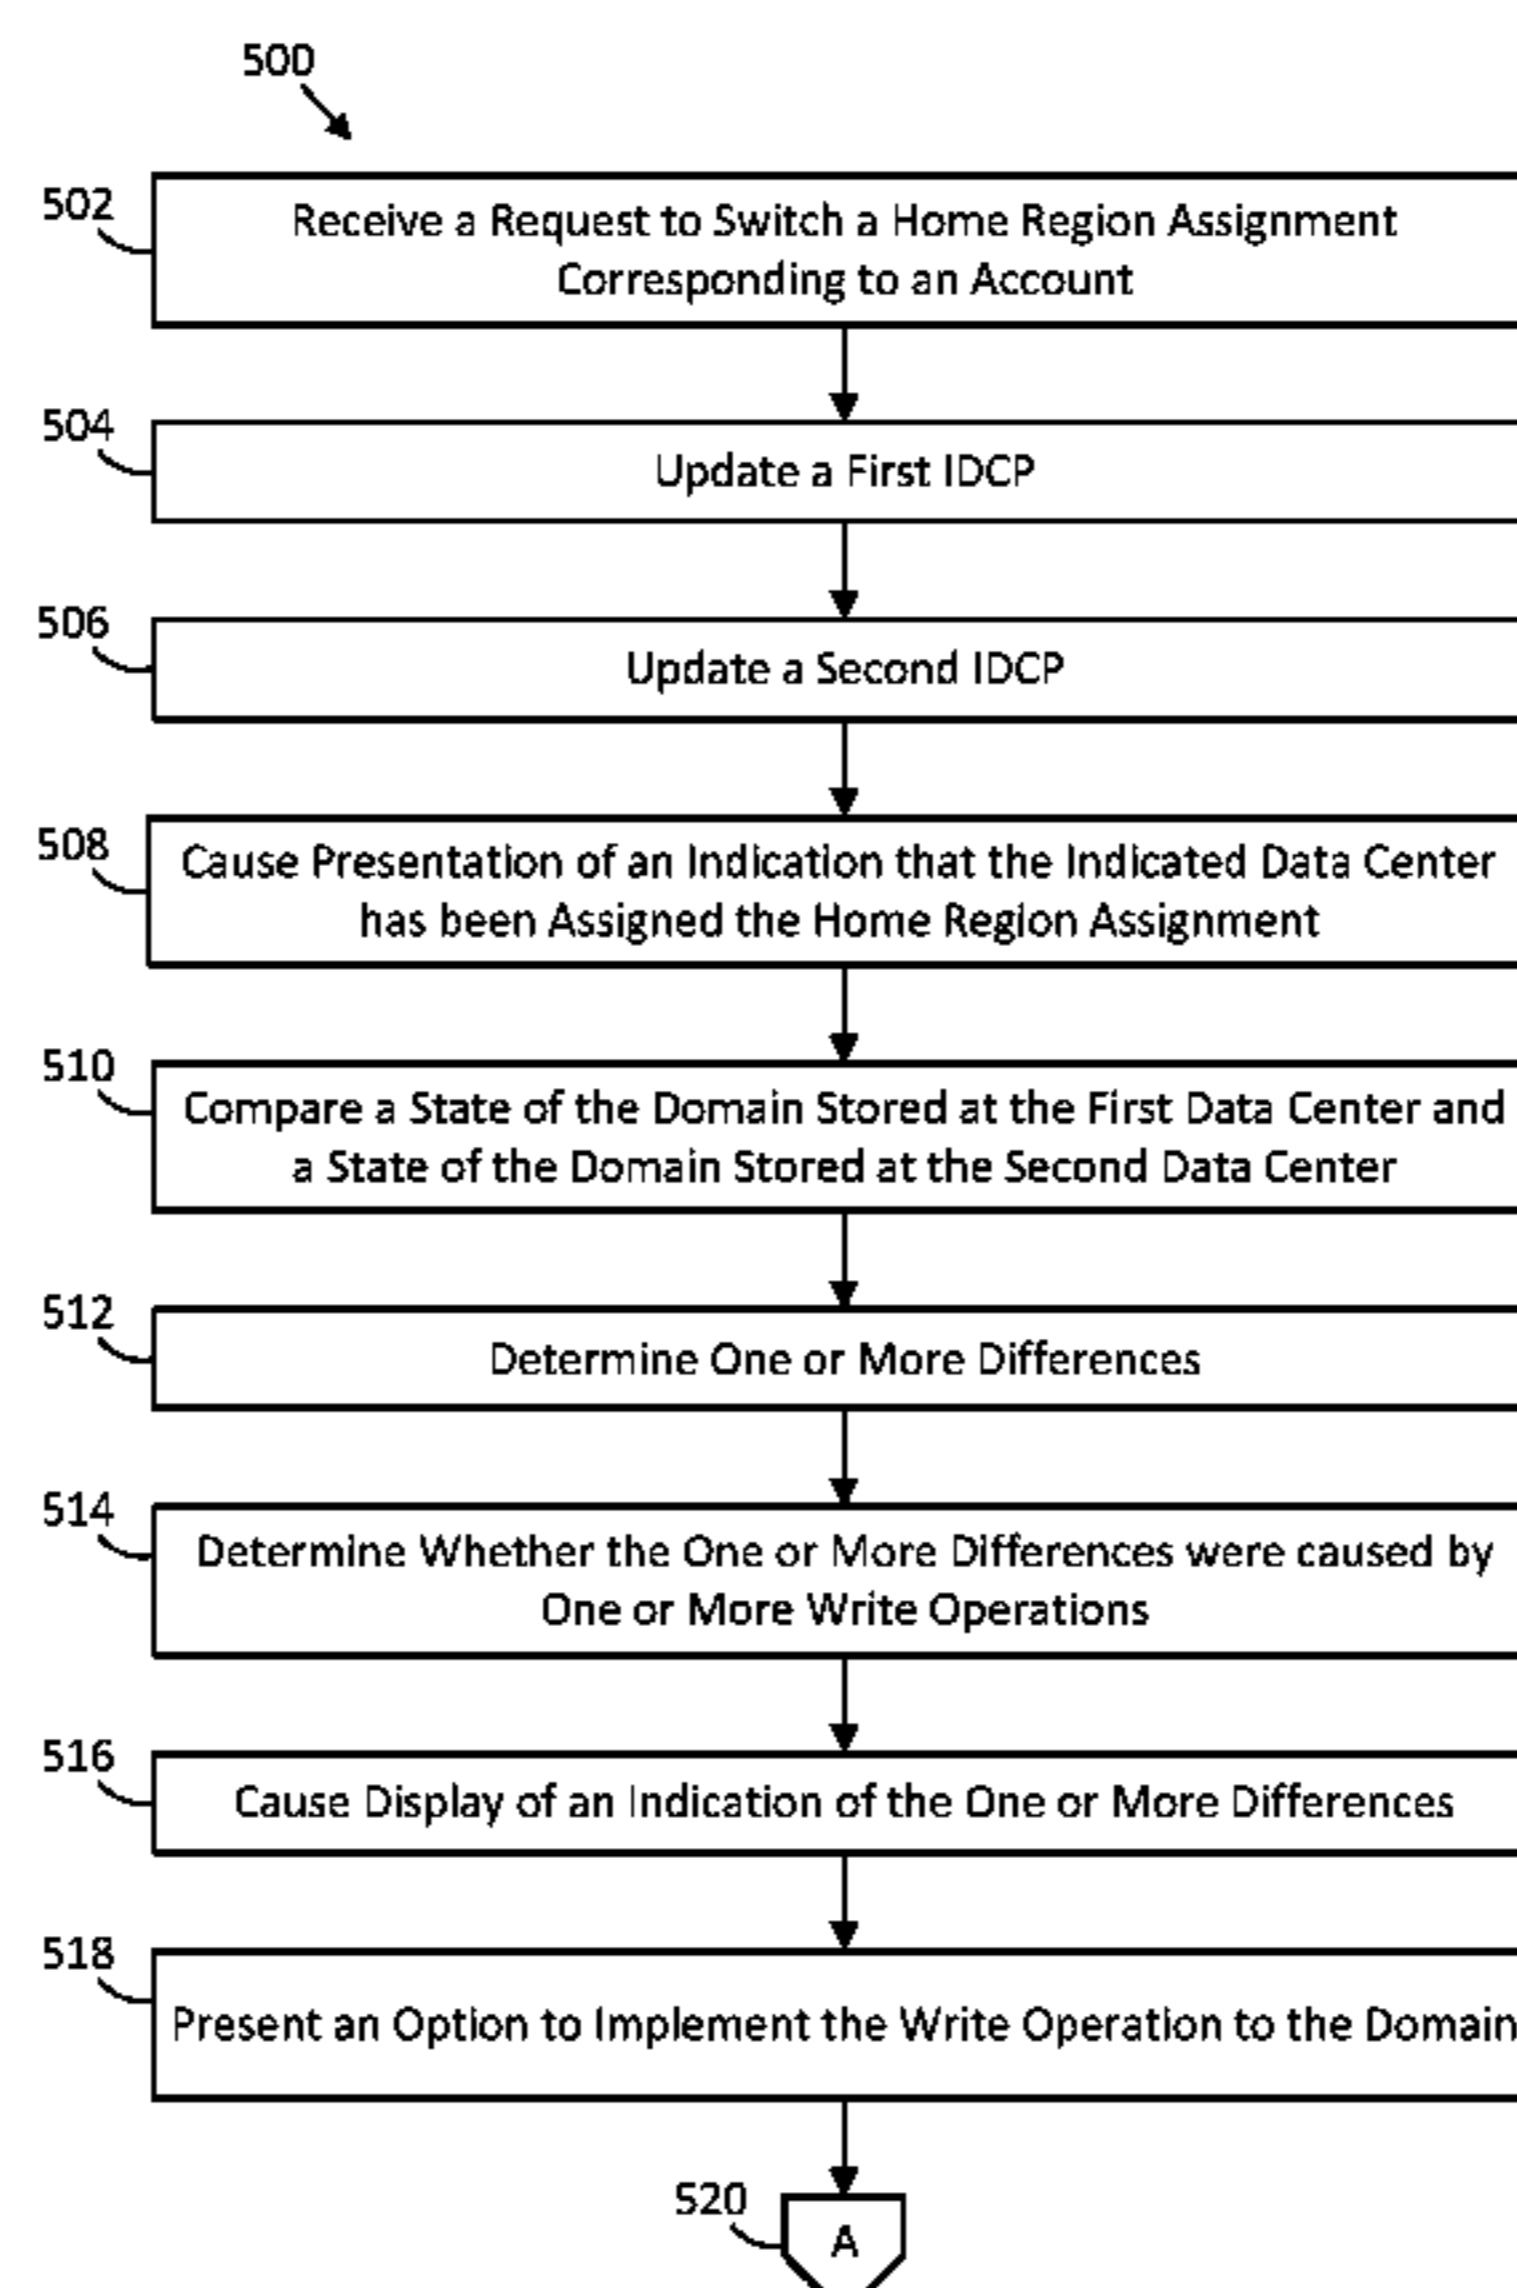 500
502
Receive a Request to Switch a Home Region Assignment
Corresponding to an Account
504
Update a First IDCP
506
Update a Second IDCP
508
Cause Presentation of an Indication that the Indicated Data Center
has been Assigned the Home Region Assignment
510
Compare a State of the Domain Stored at the First Data Center and
a State of the Domain Stored at the Second Data Center
512
Determine One or More Differences
514
Determine Whether the One or More Differences were caused by
One or More Write Operations
516
Cause Display of an Indication of the One or More Differences
518
Present an Option to Implement the Write Operation to the Domain
520
A